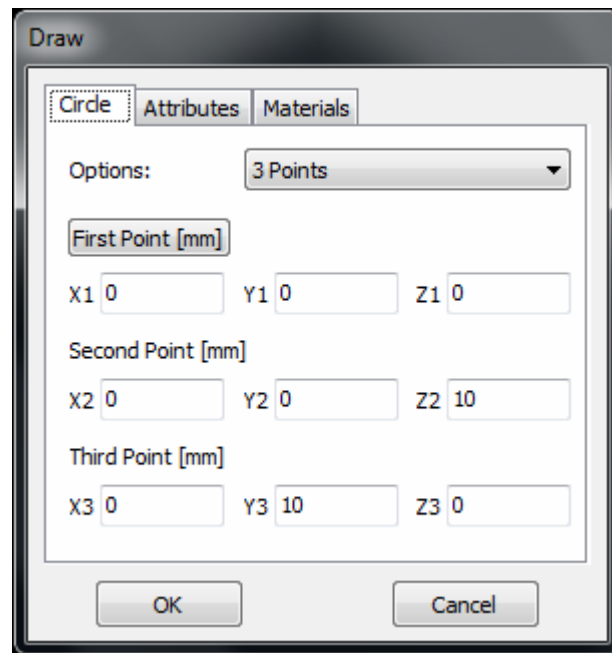 Draw
Circle Attributes Materials
Options: 3 Points
First Point [mm]
X1 0 Y1 0 Z1 0
Second Point [mm]
X2 0 Y2 0 Z2 10
Third Point [mm]
X3 0 Y3 10 Z3 0
OK Cancel